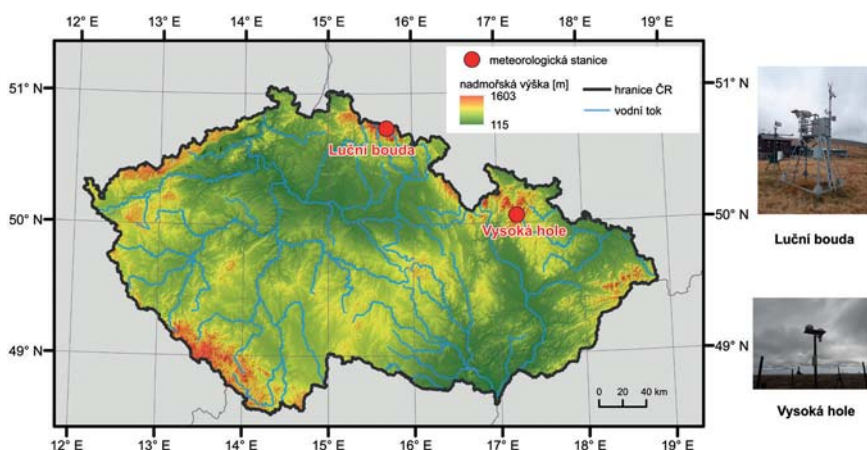 12° E 13° E 14° E 15° E 16° E 17° E 18° E 19° E
meteorologická stanice
nadmořská výška [m]
1603
115
hranice ČR
vodní tok
51° N
51° N
Luční bouda
50° N
50° N
Vysoká hole
49° N
49° N
0 20 40 km
12° E 13° E 14° E 15° E 16° E 17° E 18° E 19° E
Luční bouda
Vysoká hole